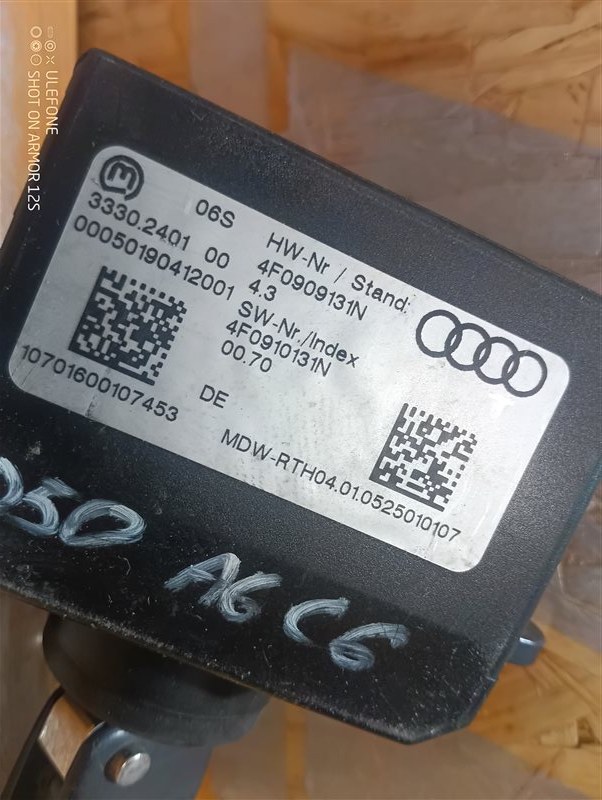 ULEFONE
SHOT ON ARMOR 12S
06S
3330.2401 00
00050190412001
HW-Nr / Stand:
4F0909131N
4.3
SW-Nr./Index
4F0910131N
00.70
10701600107453
DE
MDW-RTH04.01.0525010107
A6 C6